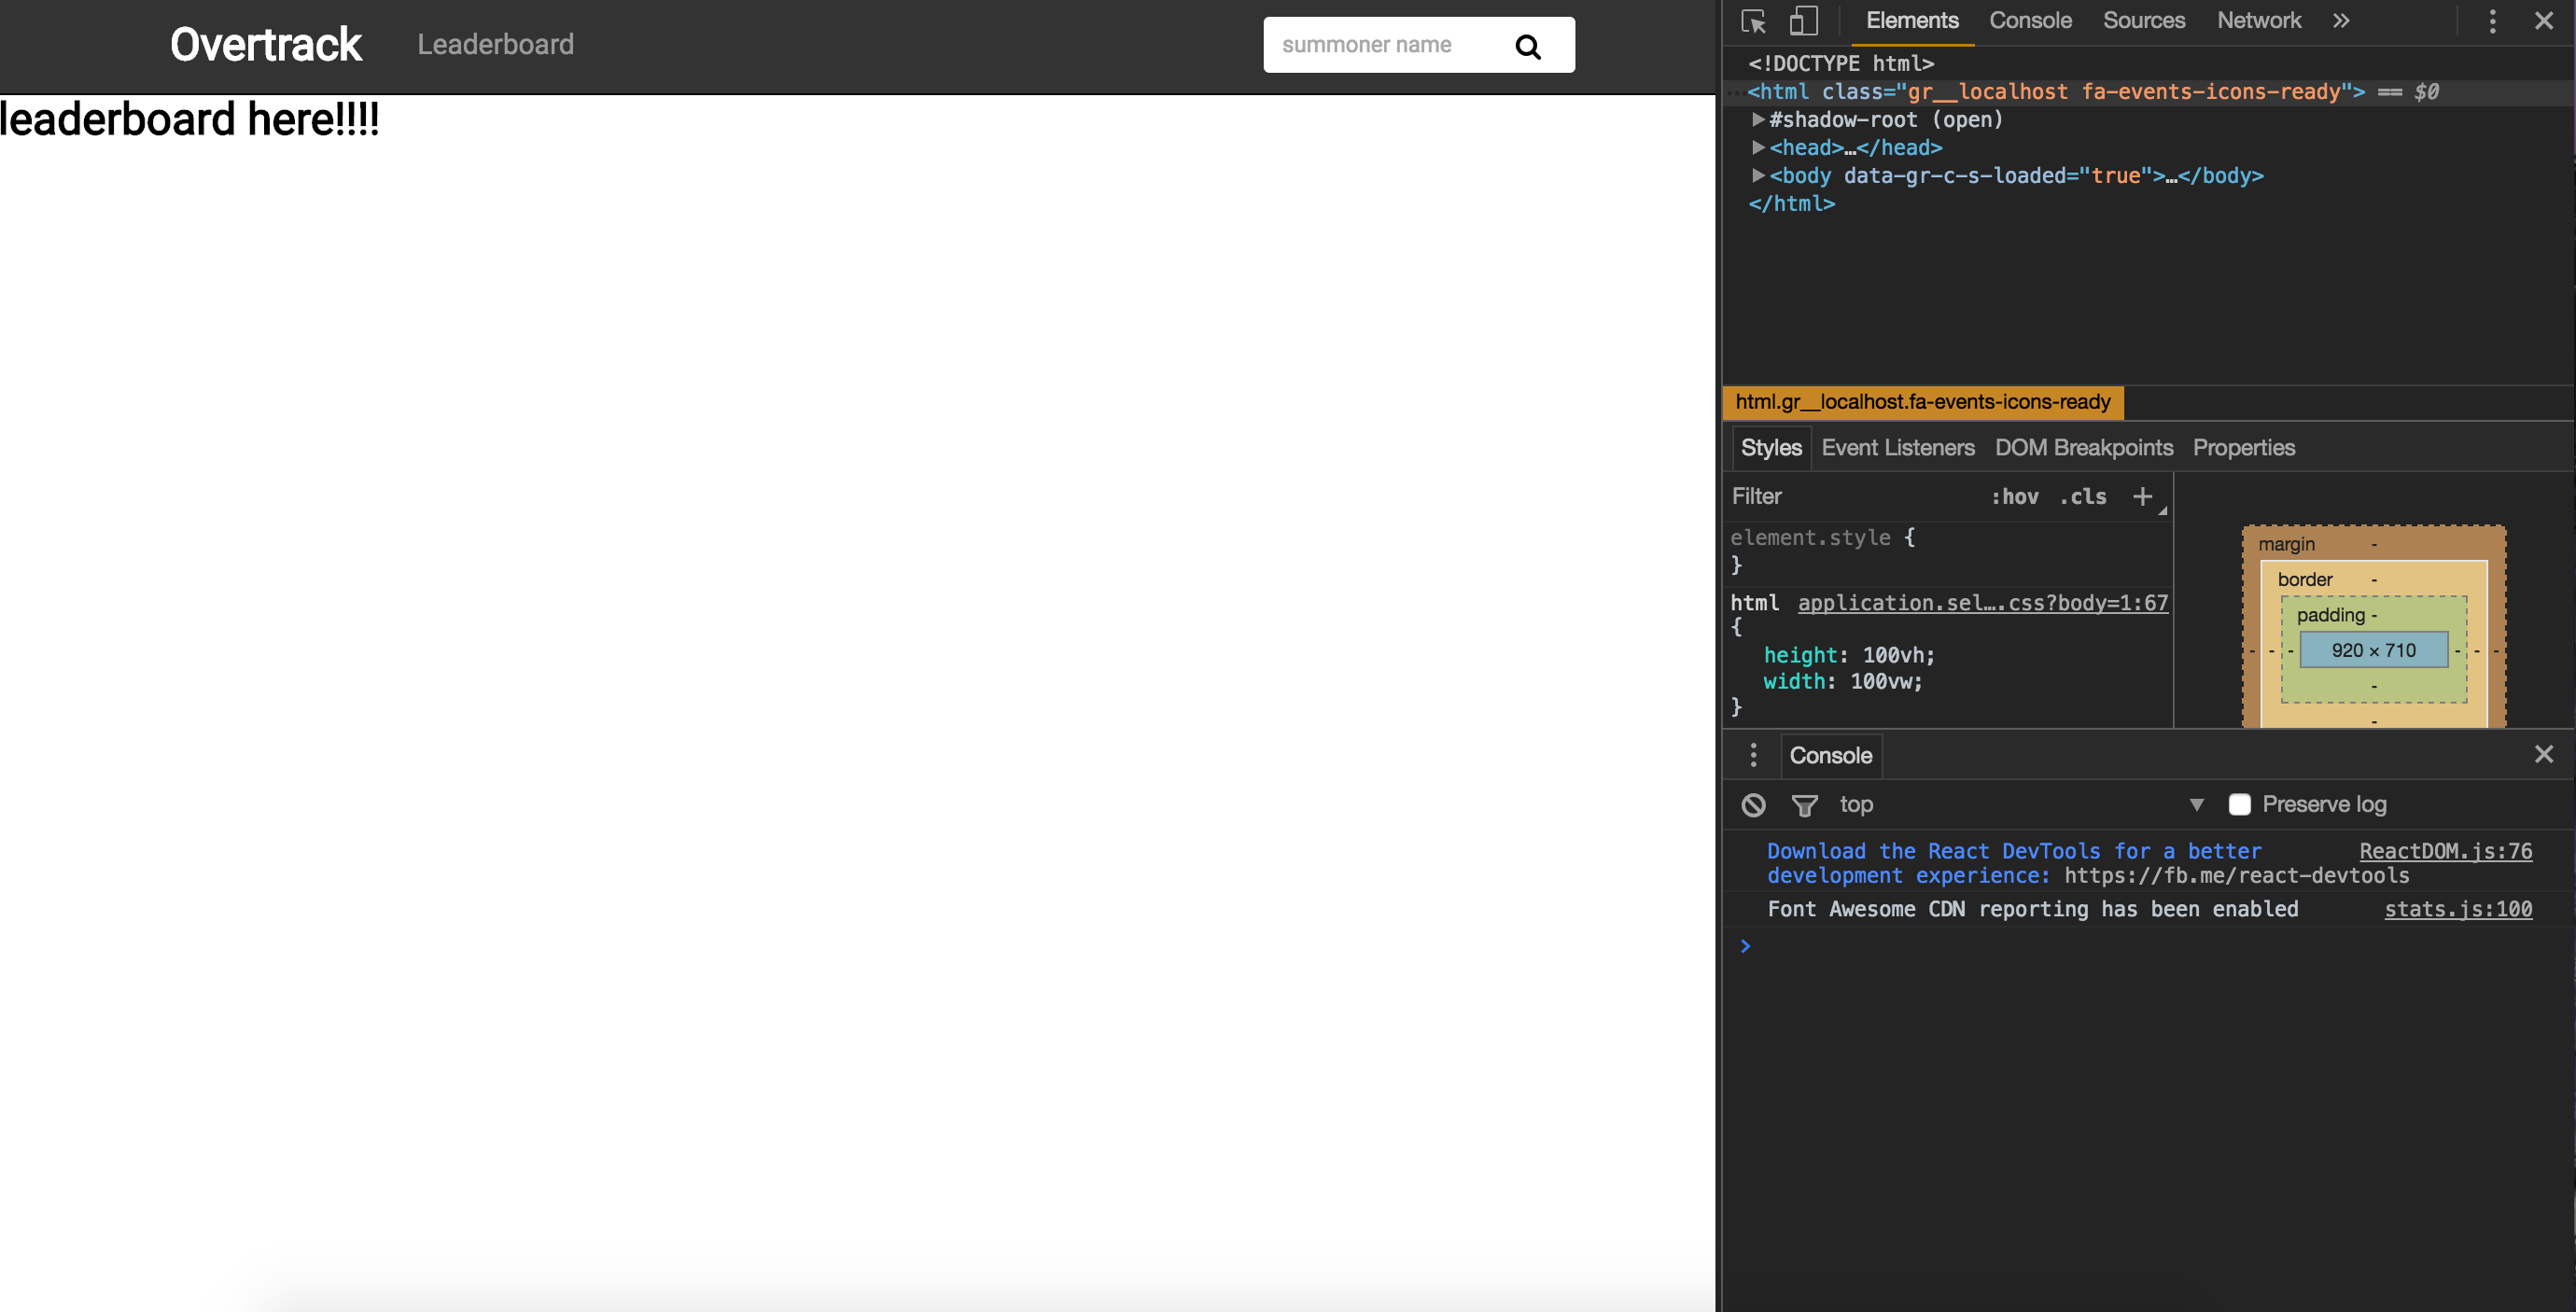 Overtrack Leaderboard summoner name
leaderboard here!!!!
Elements Console Sources Network »
<!DOCTYPE html>
…<html class="gr__localhost fa-events-icons-ready"> == $0
▶#shadow-root (open)
▶<head>…</head>
▶<body data-gr-c-s-loaded="true">…</body>
</html>
html.gr__localhost.fa-events-icons-ready
Styles Event Listeners DOM Breakpoints Properties
Filter :hov .cls +
element.style {
}
html application.sel….css?body=1:67
{
height: 100vh;
width: 100vw;
}
margin -
border -
padding -
- - - 920 × 710 - - -
-
-
Console
top ▼ Preserve log
Download the React DevTools for a better ReactDOM.js:76
development experience: https://fb.me/react-devtools
Font Awesome CDN reporting has been enabled stats.js:100
>